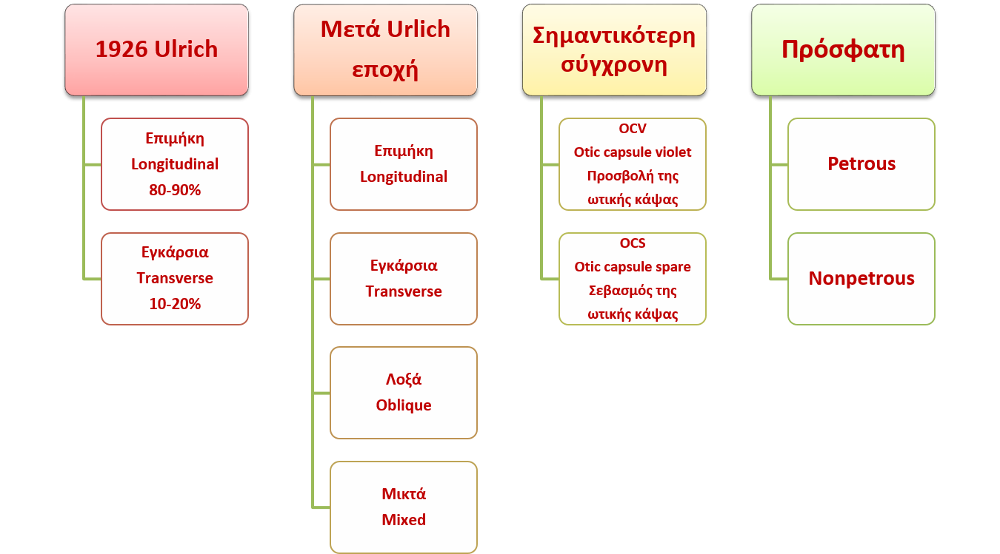 1926 Ulrich
Επιμήκη
Longitudinal
80-90%
Εγκάρσια
Transverse
10-20%
Μετά Urlich
εποχή
Επιμήκη
Longitudinal
Εγκάρσια
Transverse
Λοξά
Oblique
Μικτά
Mixed
Σημαντικότερη
σύγχρονη
OCV
Otic capsule violet
Προσβολή της
ωτικής κάψας
OCS
Otic capsule spare
Σεβασμός της
ωτικής κάψας
Πρόσφατη
Petrous
Nonpetrous